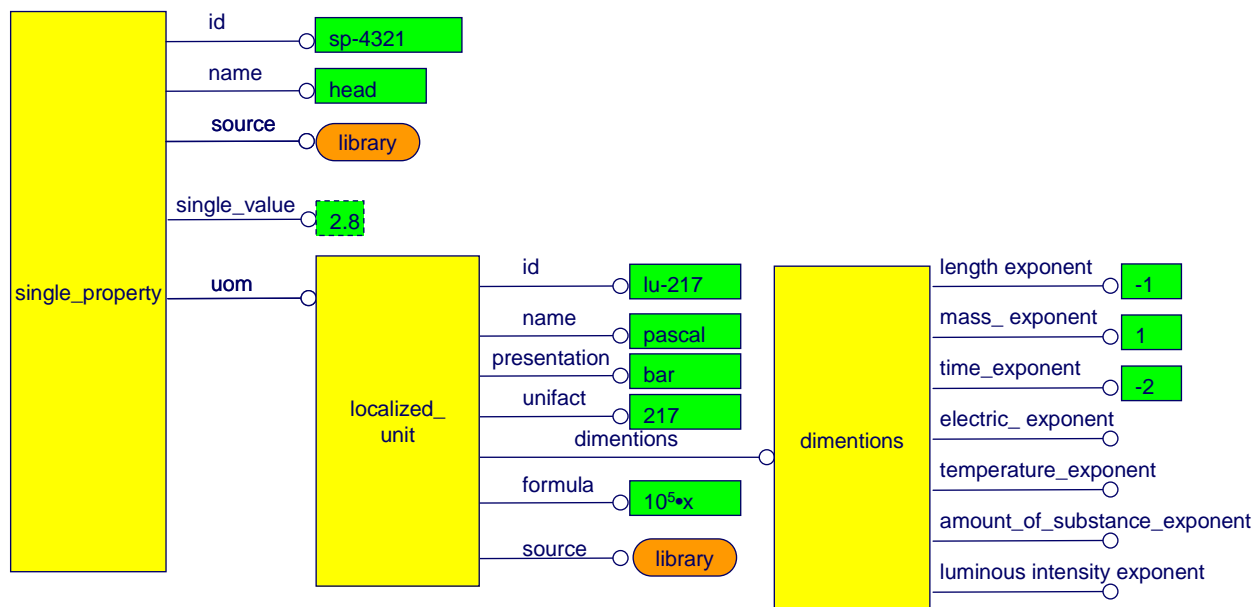 id
sp-4321
name
head
source
library
single_value
2.8
single_property
uom
id
lu-217
name
pascal
presentation
bar
unifact
217
localized_
unit
dimentions
formula
10⁵•x
source
library
dimentions
length exponent
-1
mass_ exponent
1
time_exponent
-2
electric_ exponent
temperature_exponent
amount_of_substance_exponent
luminous intensity exponent